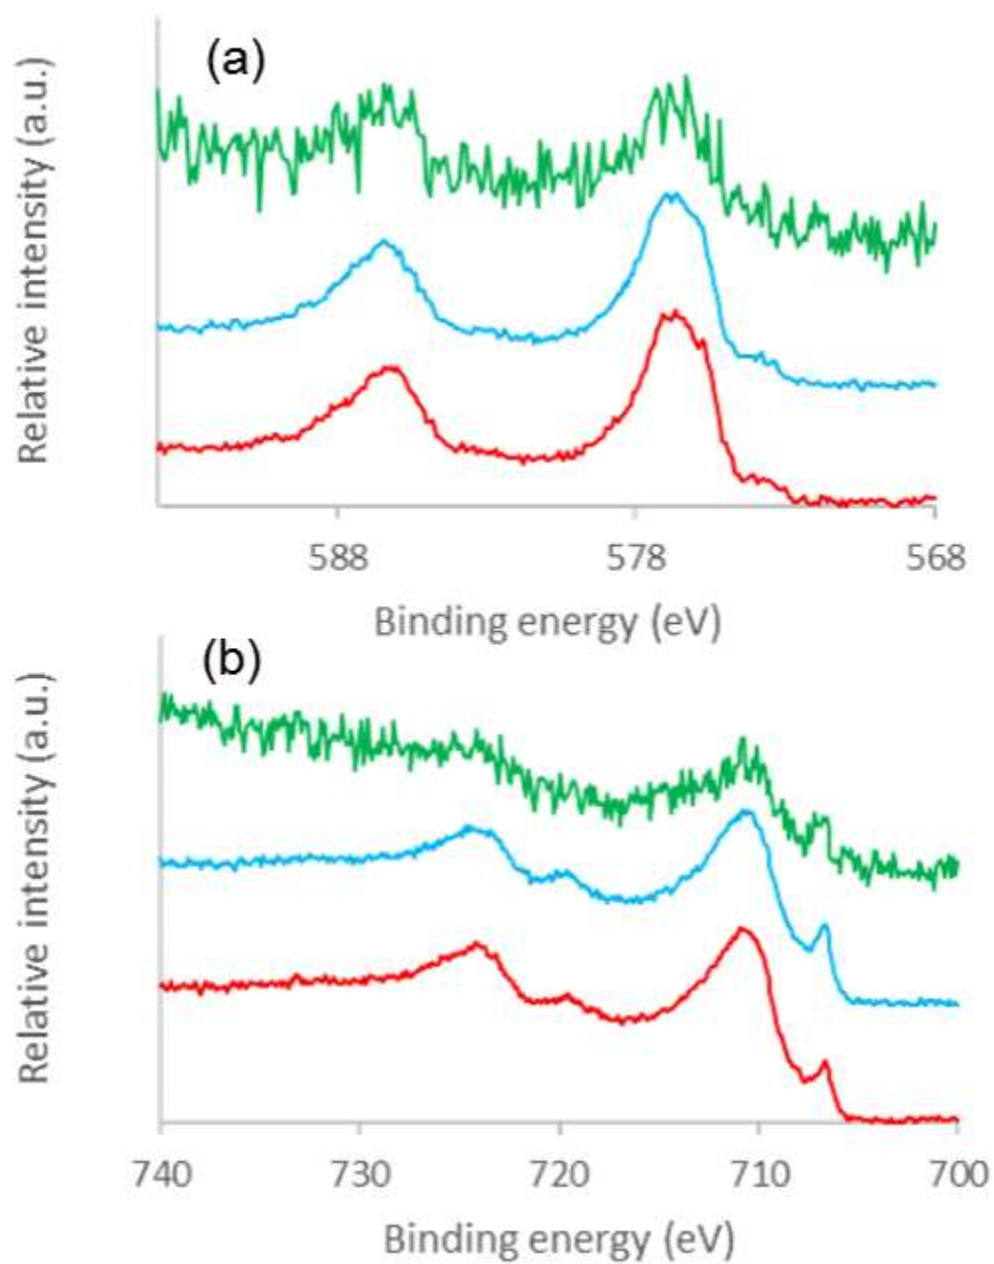 (a)
Relative intensity (a.u.)
588 578 568
Binding energy (eV)
(b)
Relative intensity (a.u.)
740 730 720 710 700
Binding energy (eV)